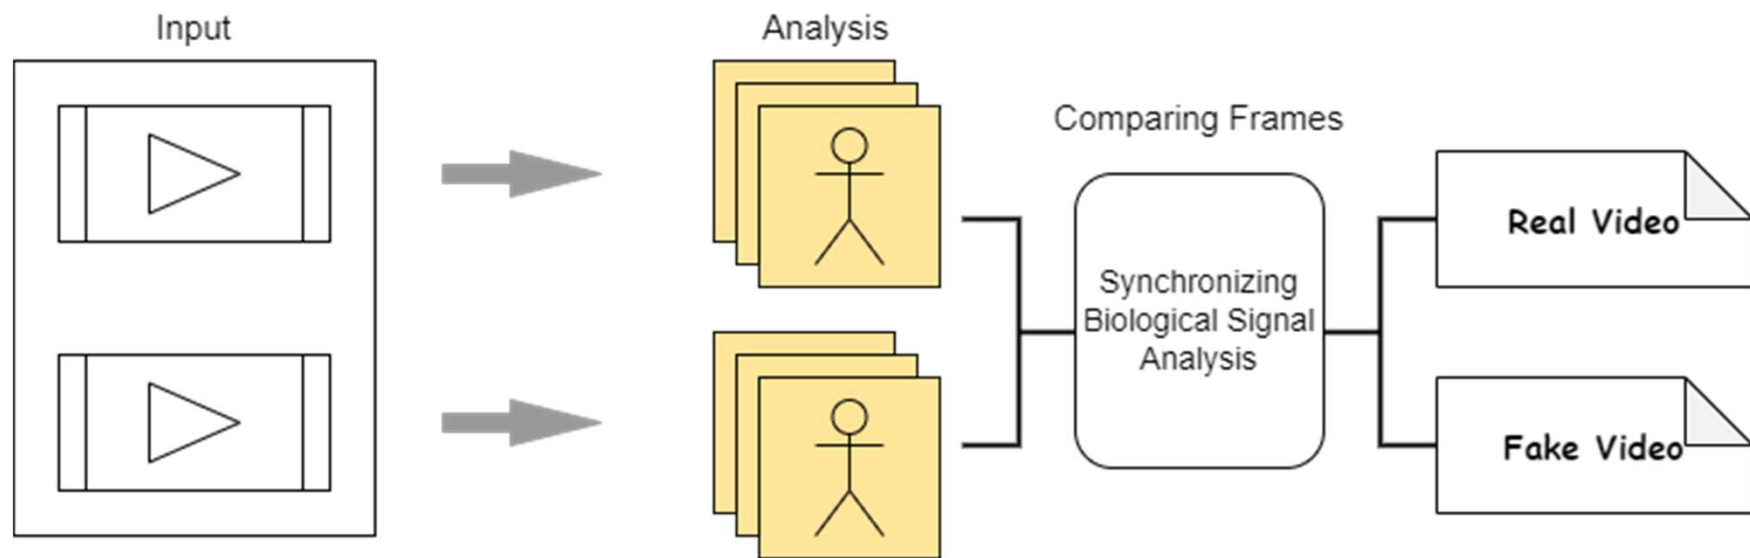 Input
Analysis
Comparing Frames
Synchronizing
Biological Signal
Analysis
Real Video
Fake Video